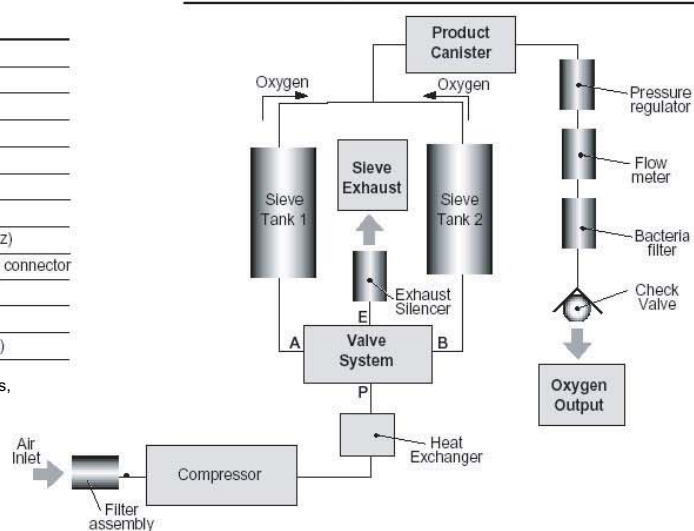 z)
connector
)
s,
Product
Canister
Oxygen
Oxygen
Pressure
regulator
Flow
meter
Bacteria
filter
Check
Valve
Oxygen
Output
Sieve
Tank 1
Sieve
Exhaust
Sieve
Tank 2
Exhaust
Silencer
E
A
Valve
System
B
P
Heat
Exchanger
Air
Inlet
Compressor
Filter
assembly